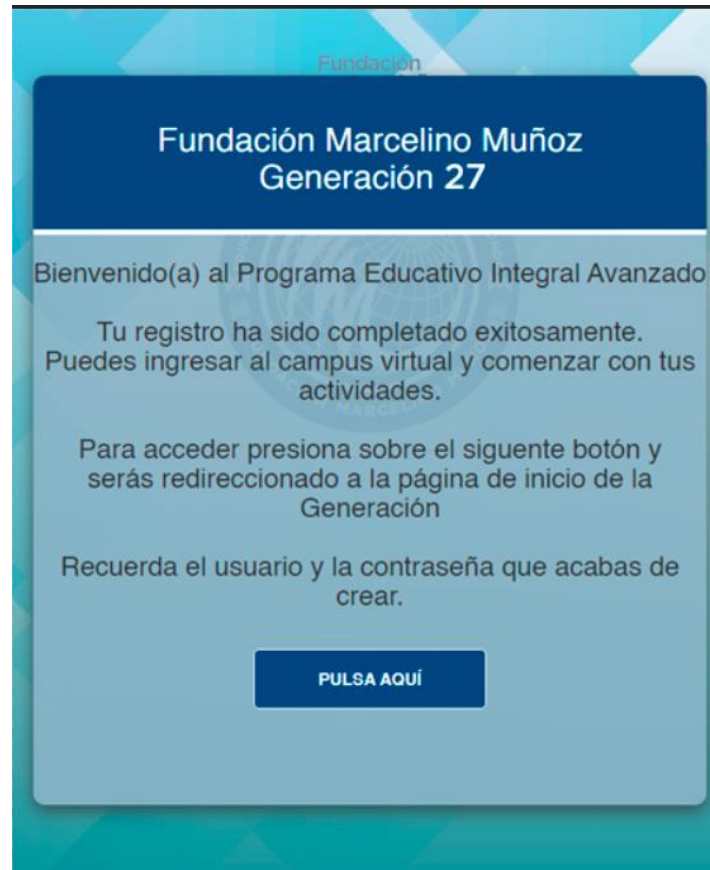 Fundación
Fundación Marcelino Muñoz
Generación 27
Bienvenido(a) al Programa Educativo Integral Avanzado
Tu registro ha sido completado exitosamente.
Puedes ingresar al campus virtual y comenzar con tus
actividades.
Para acceder presiona sobre el siguente botón y
serás redireccionado a la página de inicio de la
Generación
Recuerda el usuario y la contraseña que acabas de
crear.
PULSA AQUÍ